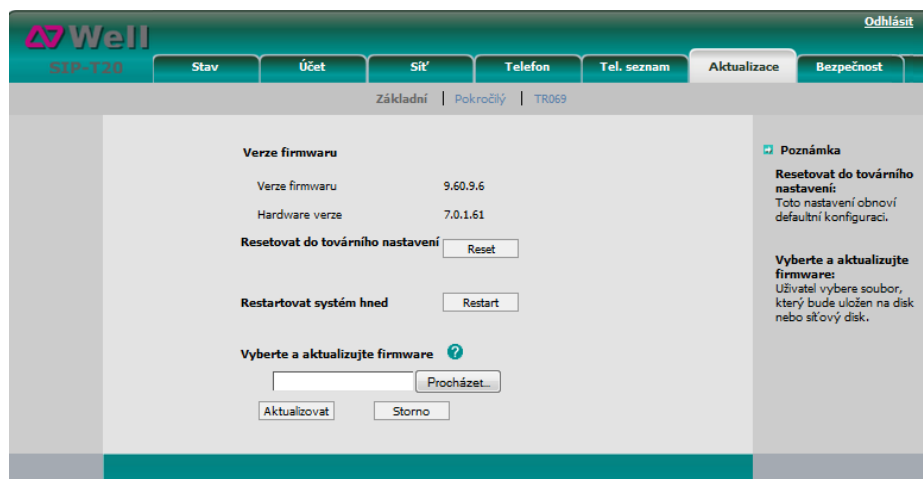 Odhlásit
Well
SIP-T20
Stav Účet Síť Telefon Tel. seznam Aktualizace Bezpečnost
Základní | Pokročilý | TR069
Verze firmwaru
Verze firmwaru 9.60.9.6
Hardware verze 7.0.1.61
Resetovat do továrního nastavení Reset
Restartovat systém hned Restart
Vyberte a aktualizujte firmware ?
Procházet...
Aktualizovat Storno
Poznámka
Resetovat do továrního
nastavení:
Toto nastavení obnoví
defaultní konfiguraci.
Vyberte a aktualizujte
firmware:
Uživatel vybere soubor,
který bude uložen na disk
nebo síťový disk.